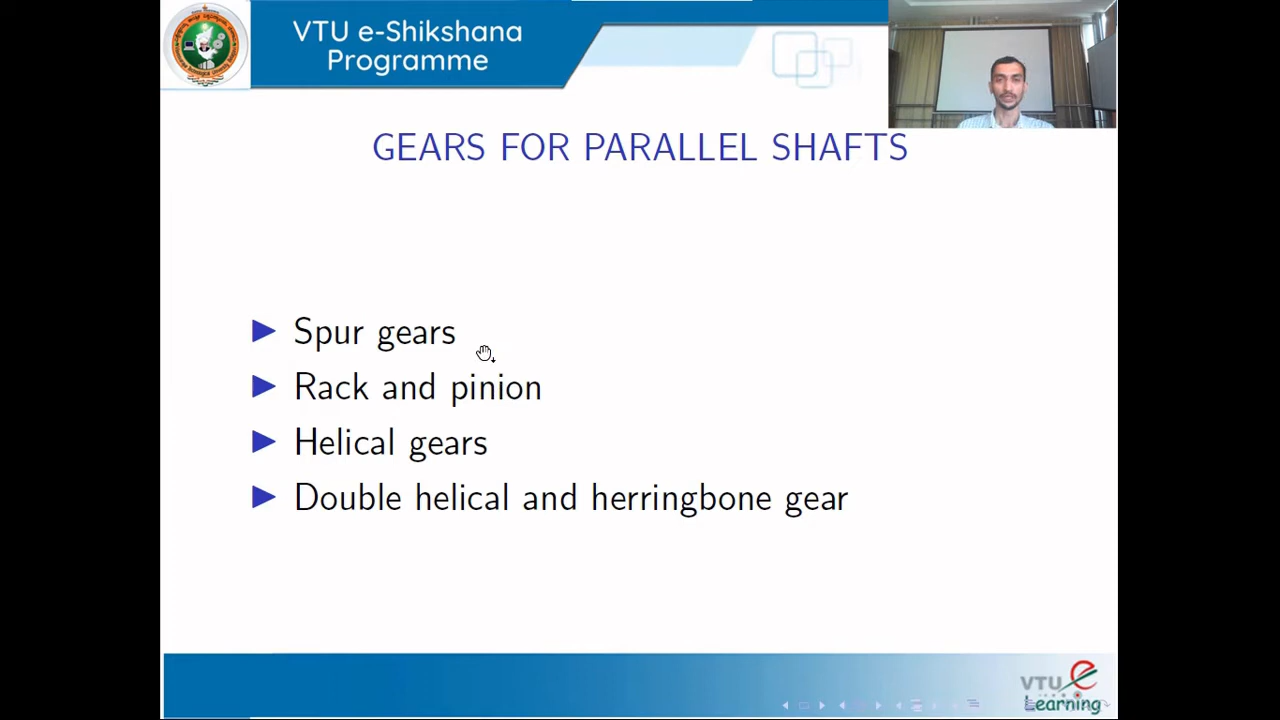 VTU e-Shikshana
Programme
GEARS FOR PARALLEL SHAFTS
Spur gears
Rack and pinion
Helical gears
Double helical and herringbone gear
VTU e
Learning